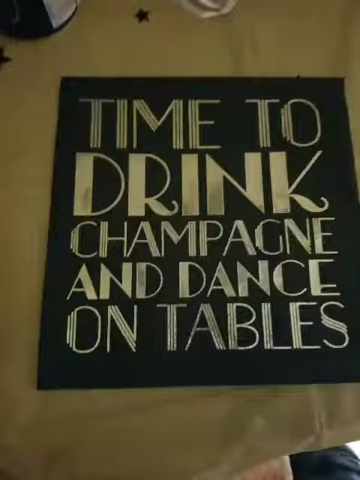 TIME TO
DRINK
CHAMPAGNE
AND DANCE
ON TABLES